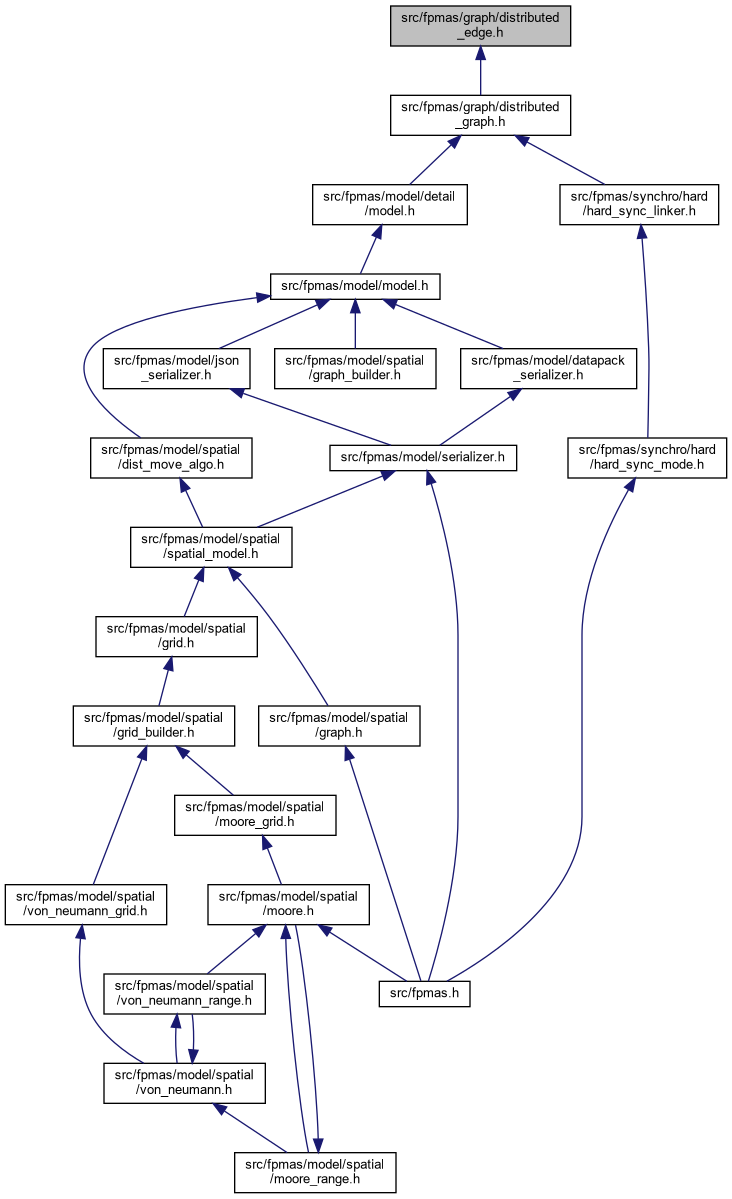 src/fpmas/graph/distributed
_edge.h
src/fpmas/graph/distributed
_graph.h
src/fpmas/model/detail
/model.h
src/fpmas/synchro/hard
/hard_sync_linker.h
src/fpmas/model/model.h
src/fpmas/model/json
_serializer.h
src/fpmas/model/spatial
/graph_builder.h
src/fpmas/model/datapack
_serializer.h
src/fpmas/model/spatial
/dist_move_algo.h
src/fpmas/model/serializer.h
src/fpmas/synchro/hard
/hard_sync_mode.h
src/fpmas/model/spatial
/spatial_model.h
src/fpmas/model/spatial
/grid.h
src/fpmas/model/spatial
/grid_builder.h
src/fpmas/model/spatial
/graph.h
src/fpmas/model/spatial
/moore_grid.h
src/fpmas/model/spatial
/von_neumann_grid.h
src/fpmas/model/spatial
/moore.h
src/fpmas/model/spatial
/von_neumann_range.h
src/fpmas.h
src/fpmas/model/spatial
/von_neumann.h
src/fpmas/model/spatial
/moore_range.h